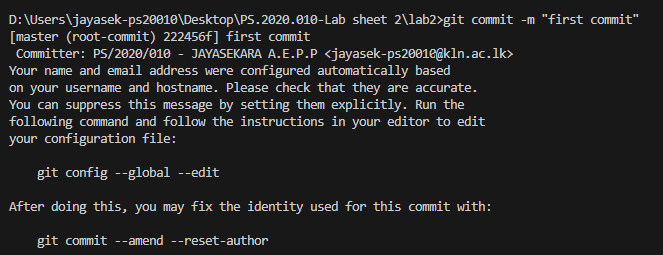 D:\Users\jayasek-ps20010\Desktop\PS.2020.010-Lab sheet 2\lab2>git commit -m "first commit"
[master (root-commit) 222456f] first commit
 Committer: PS/2020/010 - JAYASEKARA A.E.P.P <jayasek-ps20010@kln.ac.lk>
Your name and email address were configured automatically based
on your username and hostname. Please check that they are accurate.
You can suppress this message by setting them explicitly. Run the
following command and follow the instructions in your editor to edit
your configuration file:

    git config --global --edit

After doing this, you may fix the identity used for this commit with:

    git commit --amend --reset-author